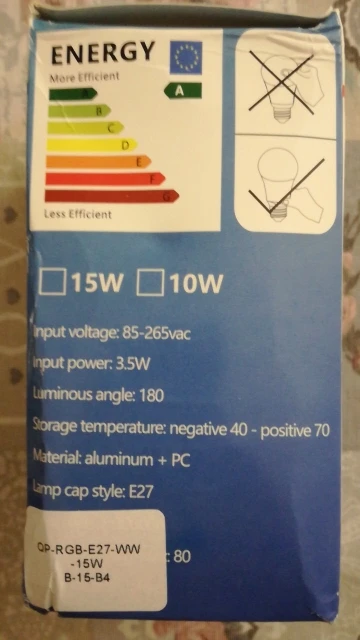 ENERGY
More Efficient
A
A
B
C
D
E
F
G
Less Efficient
15W 10W
Input voltage: 85-265vac
Input power: 3.5W
Luminous angle: 180
Storage temperature: negative 40 - positive 70
Material: aluminum + PC
Lamp cap style: E27
: 80
QP-RGB-E27-WW
-15W
B-15-B4